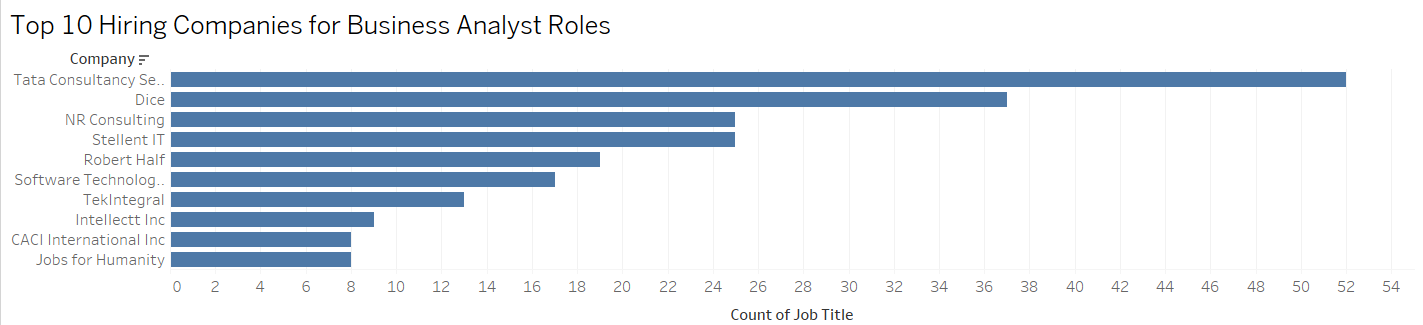 Top 10 Hiring Companies for Business Analyst Roles
Company
Tata Consultancy Se..
Dice
NR Consulting
Stellent IT
Robert Half
Software Technolog..
TekIntegral
Intellectt Inc
CACI International Inc
Jobs for Humanity
0 2 4 6 8 10 12 14 16 18 20 22 24 26 28 30 32 34 36 38 40 42 44 46 48 50 52 54
Count of Job Title